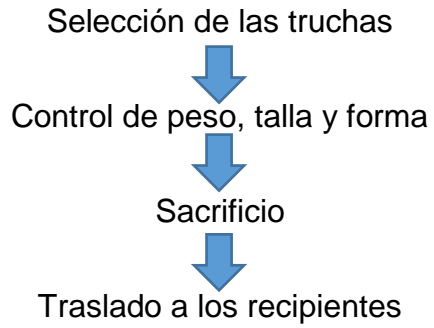 Selección de las truchas
Control de peso, talla y forma
Sacrificio
Traslado a los recipientes